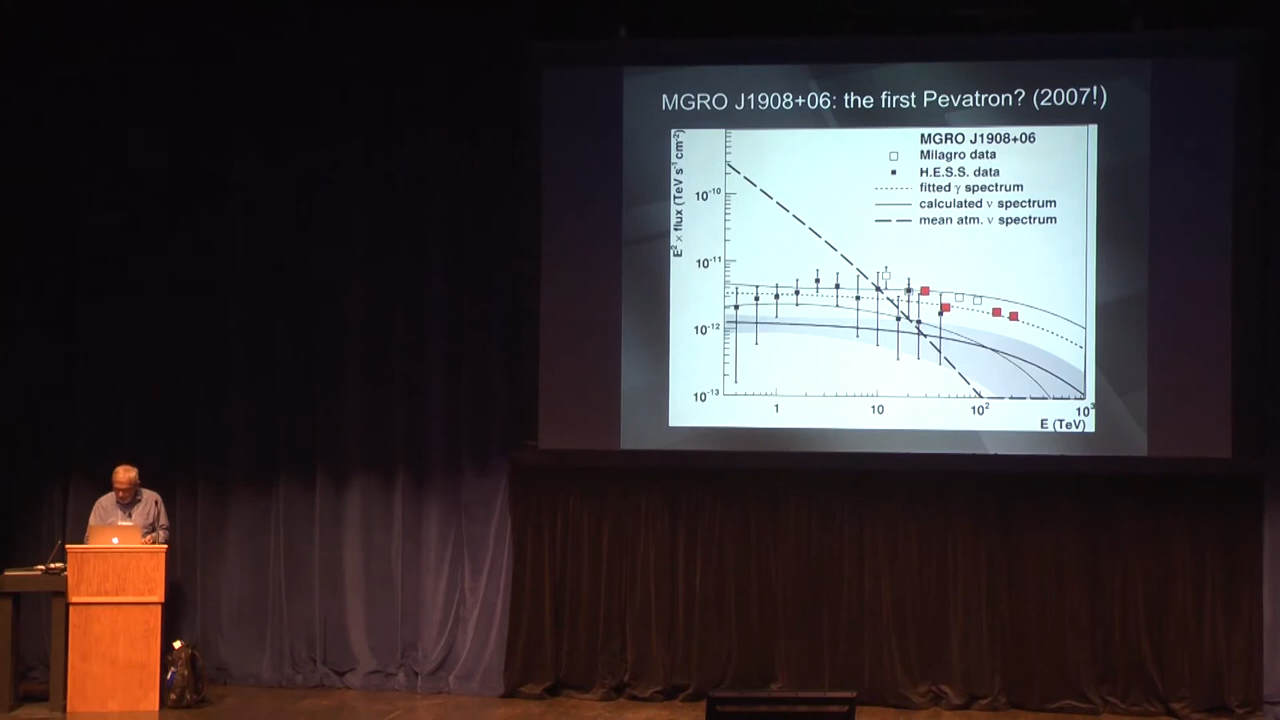 MGRO J1908+06: the first Pevatron? (2007!)
MGRO J1908+06
Milagro data
H.E.S.S. data
fitted γ spectrum
calculated ν spectrum
mean atm. ν spectrum
E² × flux (TeV s⁻¹ cm⁻²)
10⁻¹⁰
10⁻¹¹
10⁻¹²
10⁻¹³
1
10
10²
10³
E (TeV)